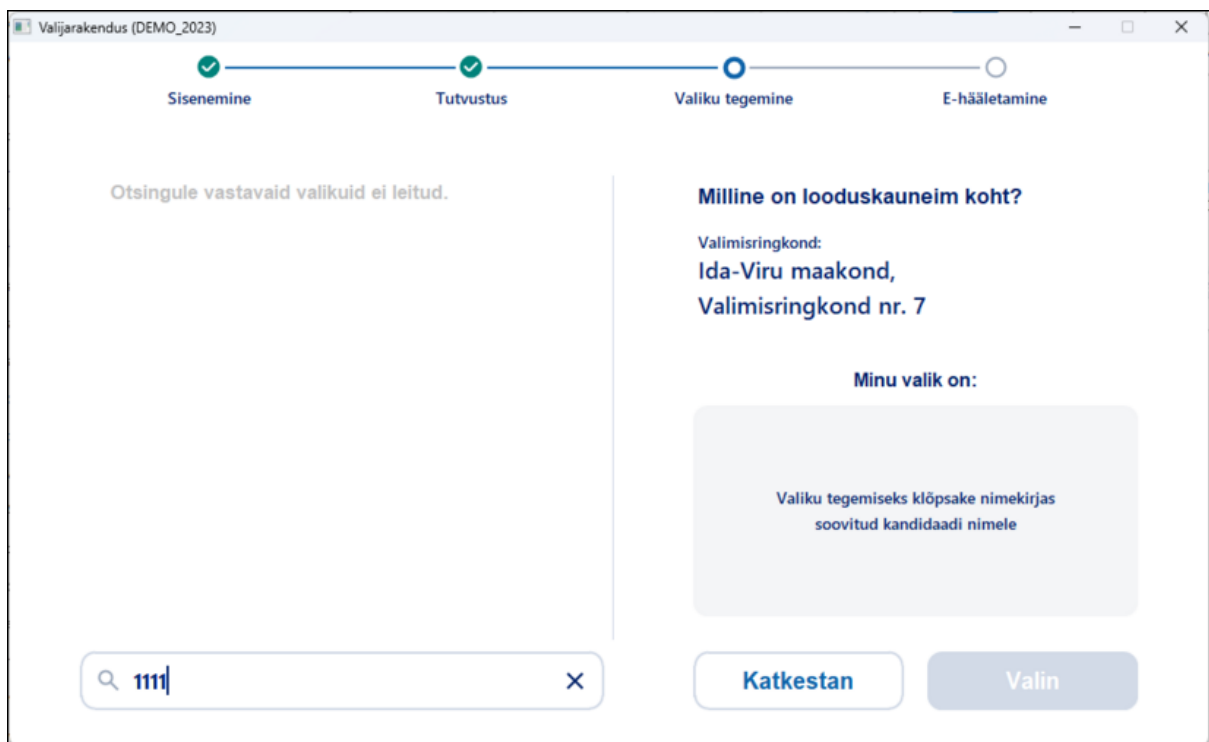 Valijarakendus (DEMO_2023)
Sisenemine
Tutvustus
Valiku tegemine
E-hääletamine
Otsingule vastavaid valikuid ei leitud.
Milline on looduskauneim koht?
Valimisringkond:
Ida-Viru maakond,
Valimisringkond nr. 7
Minu valik on:
Valiku tegemiseks klõpsake nimekirjas
soovitud kandidaadi nimele
1111
Katkestan
Valin